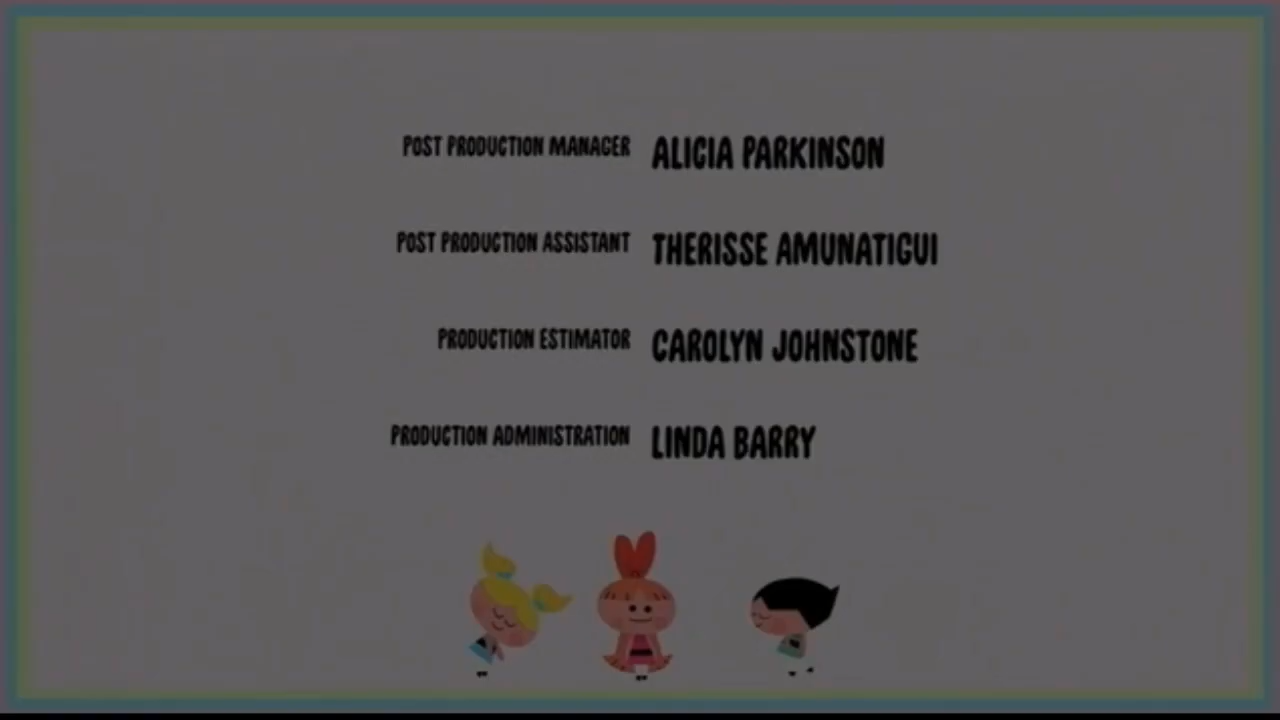 POST PRODUCTION MANAGER ALICIA PARKINSON
POST PRODUCTION ASSISTANT THERISSE AMUNATIGUI
PRODUCTION ESTIMATOR CAROLYN JOHNSTONE
PRODUCTION ADMINISTRATION LINDA BARRY